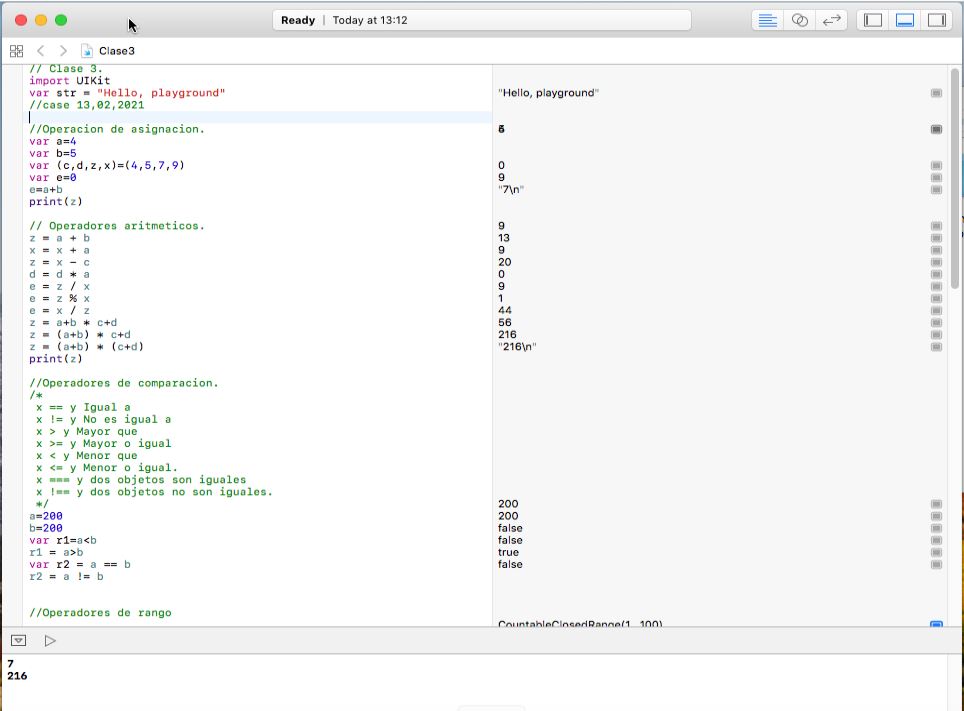 Ready | Today at 13:12
Clase3
// Clase 3.
import UIKit
var str = "Hello, playground"
"Hello, playground"
//case 13,02,2021
//Operacion de asignacion.
var a=4
var b=5
var (c,d,z,x)=(4,5,7,9)
0
var e=0
9
e=a+b
"7\n"
print(z)
// Operadores aritmeticos.
9
z = a + b
13
x = x + a
9
z = x - c
20
d = d * a
0
e = z / x
9
e = z % x
1
e = x / z
44
z = a+b * c+d
56
z = (a+b) * c+d
216
z = (a+b) * (c+d)
"216\n"
print(z)
//Operadores de comparacion.
/*
x == y Igual a
x != y No es igual a
x > y Mayor que
x >= y Mayor o igual
x < y Menor que
x <= y Menor o igual.
x === y dos objetos son iguales
x !== y dos objetos no son iguales.
*/
200
a=200
200
b=200
false
var r1=a<b
false
r1 = a>b
true
var r2 = a == b
false
r2 = a != b
//Operadores de rango
CountableClosedRange(1..100)
7
216